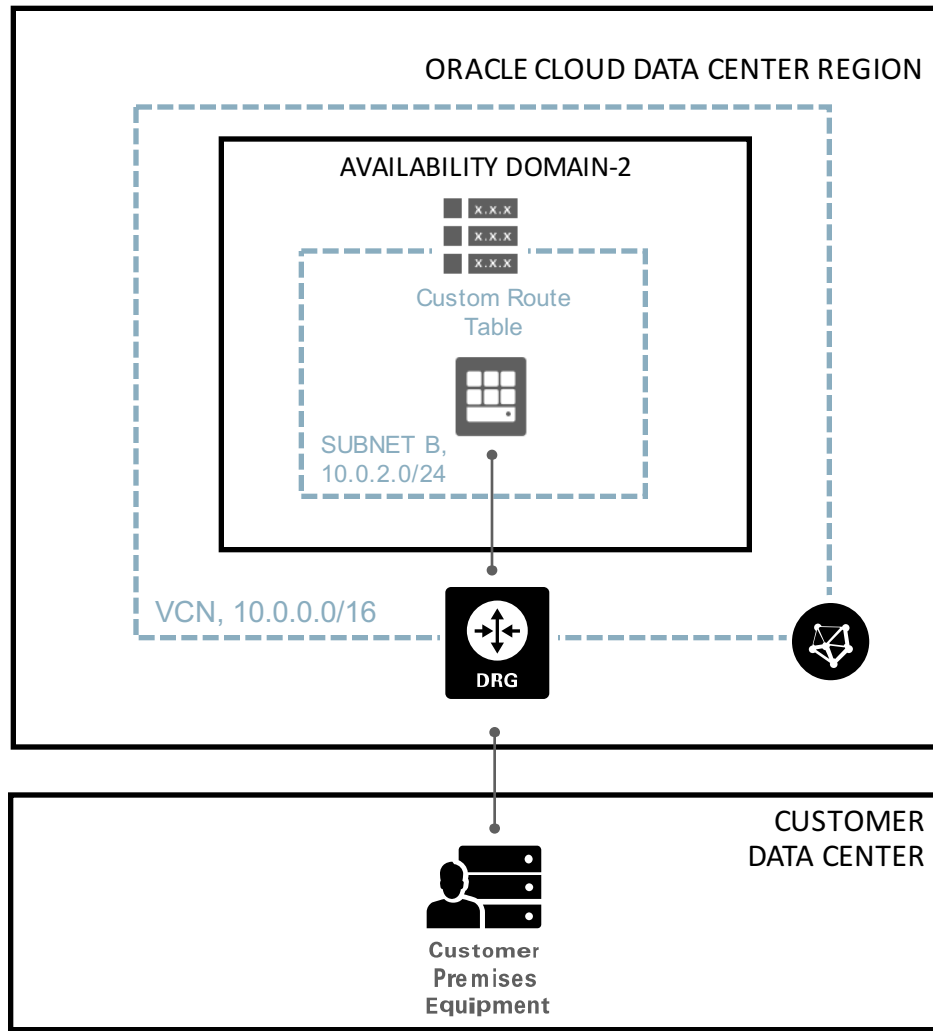 ORACLE CLOUD DATA CENTER REGION
AVAILABILITY DOMAIN-2
x.x.x
x.x.x
x.x.x
Custom Route
Table
SUBNET B,
10.0.2.0/24
VCN, 10.0.0.0/16
DRG
CUSTOMER
DATA CENTER
Customer
Premises
Equipment